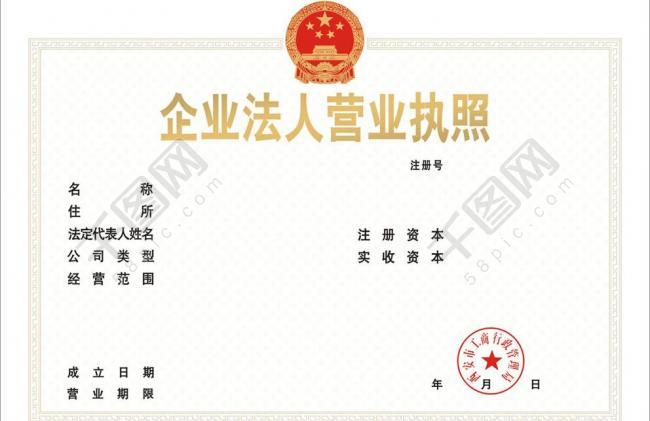 企业法人营业执照
注册号
名称
住所
法定代表人姓名 注册资本
公司类型 实收资本
经营范围
成立日期
营业期限
年 月 日
西安市工商行政管理局
千图网
58pic.com
千图网
58pic.com